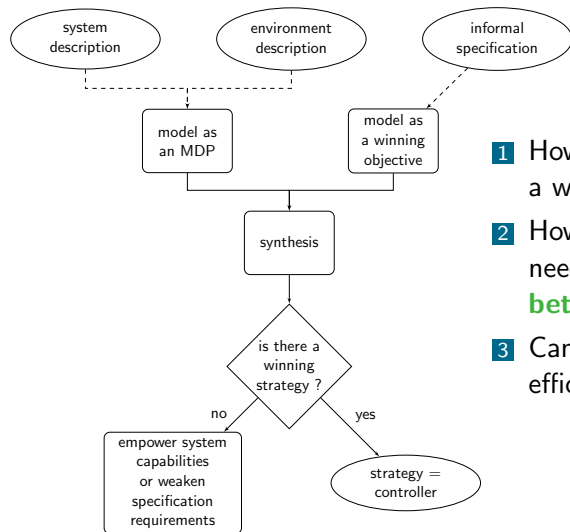 system
description
environment
description
informal
specification
model as
an MDP
model as
a winning
objective
synthesis
is there a
winning
strategy ?
no
yes
empower system
capabilities
or weaken
specification
requirements
strategy =
controller
1 How
a w
2 How
nee
bet
3 Can
effic